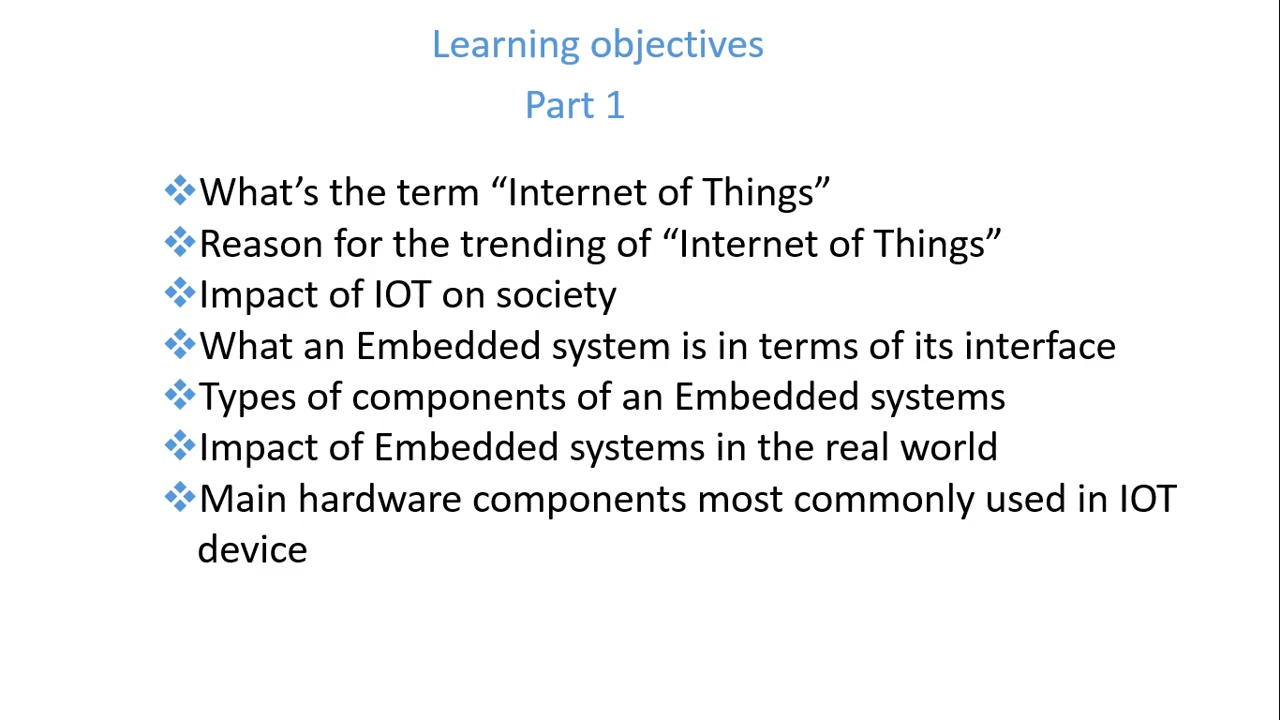 Learning objectives
Part 1
❖What’s the term “Internet of Things”
❖Reason for the trending of “Internet of Things”
❖Impact of IOT on society
❖What an Embedded system is in terms of its interface
❖Types of components of an Embedded systems
❖Impact of Embedded systems in the real world
❖Main hardware components most commonly used in IOT
device